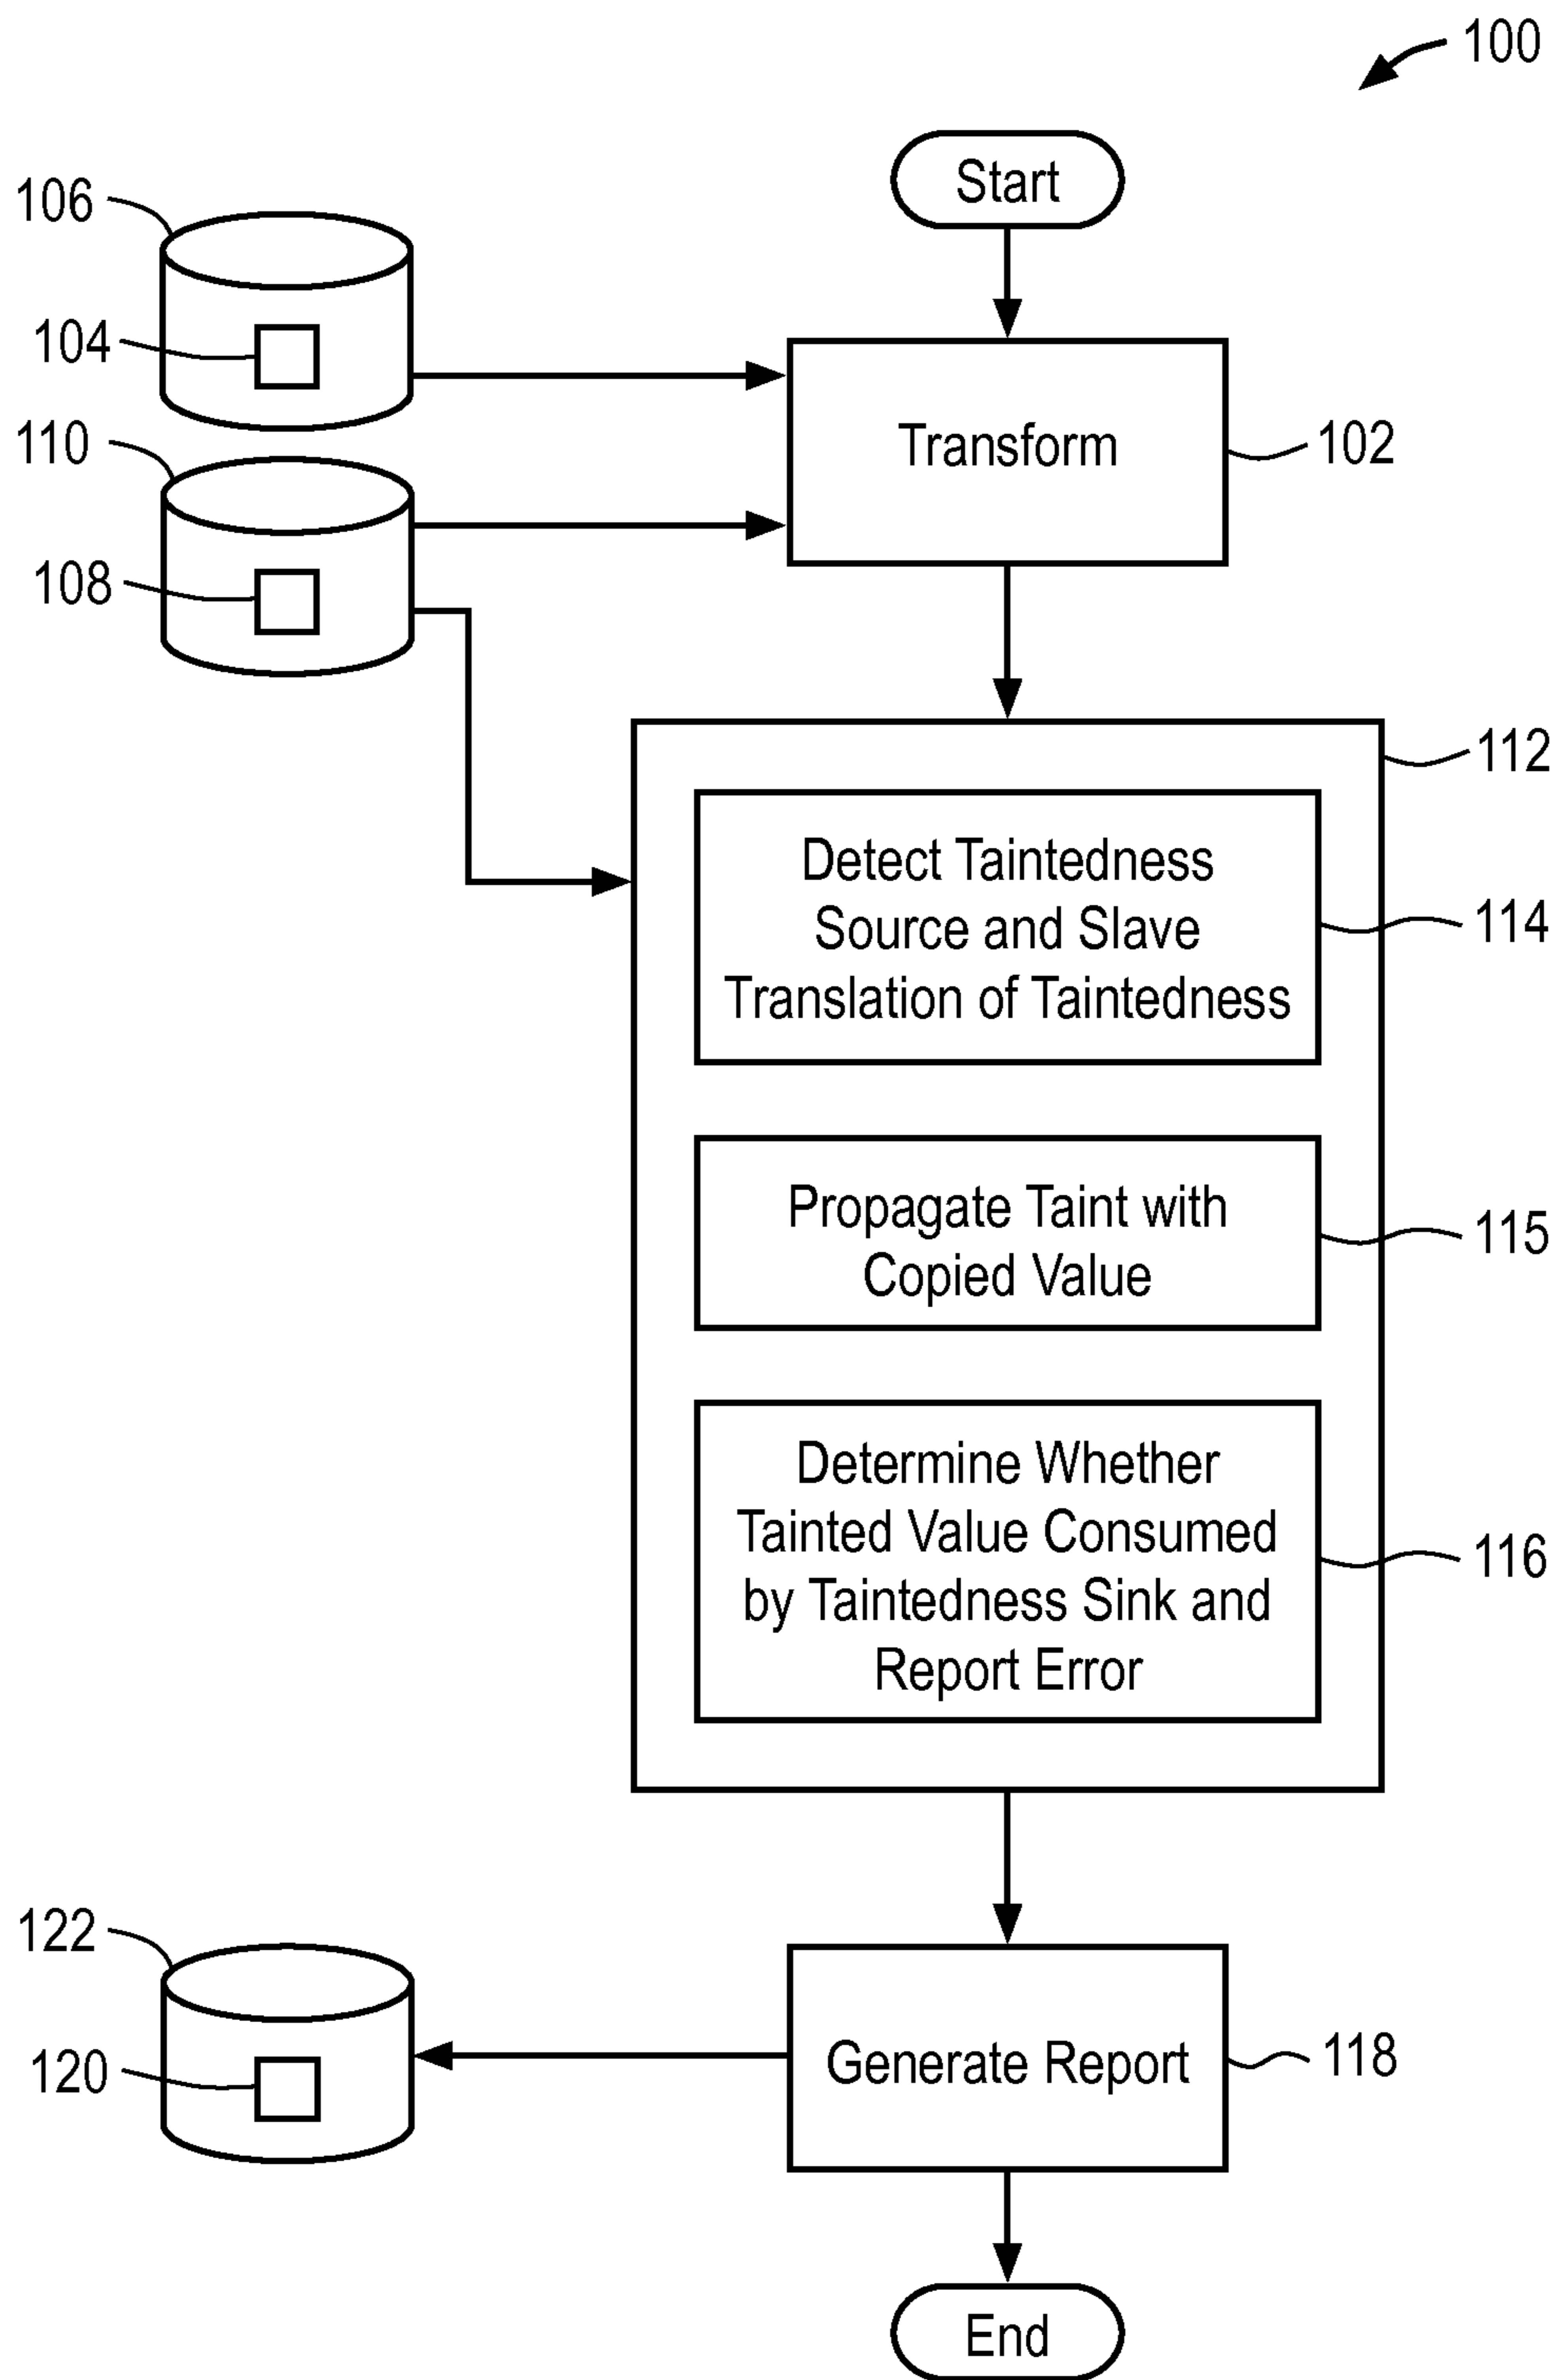 100
Start
106
104
110
Transform
102
108
112
Detect Taintedness
Source and Slave
Translation of Taintedness
114
Propagate Taint with
Copied Value
115
Determine Whether
Tainted Value Consumed
by Taintedness Sink and
Report Error
116
122
120
Generate Report
118
End